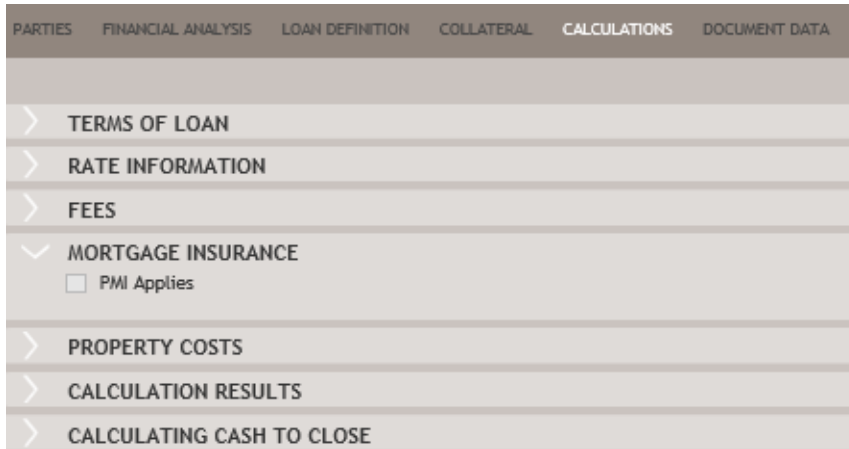 PARTIES FINANCIAL ANALYSIS LOAN DEFINITION COLLATERAL CALCULATIONS DOCUMENT DATA
TERMS OF LOAN
RATE INFORMATION
FEES
MORTGAGE INSURANCE
PMI Applies
PROPERTY COSTS
CALCULATION RESULTS
CALCULATING CASH TO CLOSE